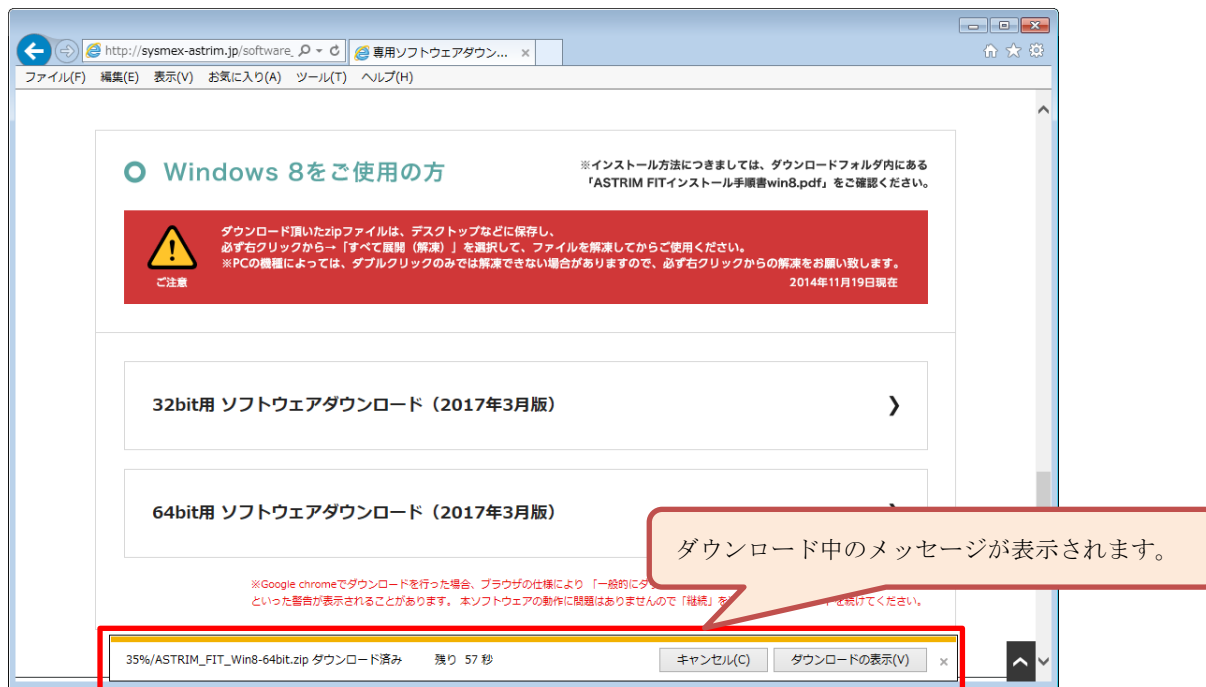 http://sysmex-astrim.jp/software_
専用ソフトウェアダウン...
ファイル(F) 編集(E) 表示(V) お気に入り(A) ツール(T) ヘルプ(H)
Windows 8をご使用の方
※インストール方法につきましては、ダウンロードフォルダ内にある
「ASTRIM FITインストール手順書win8.pdf」をご確認ください。
ダウンロード頂いたzipファイルは、デスクトップなどに保存し、
必ず右クリックから→「すべて展開（解凍）」を選択して、ファイルを解凍してからご使用ください。
※PCの機種によっては、ダブルクリックのみでは解凍できない場合がありますので、必ず右クリックからの解凍をお願い致します。
ご注意
2014年11月19日現在
32bit用 ソフトウェアダウンロード（2017年3月版）
64bit用 ソフトウェアダウンロード（2017年3月版）
ダウンロード中のメッセージが表示されます。
※Google chromeでダウンロードを行った場合、ブラウザの仕様により 「一般的に
といった警告が表示されることがあります。 本ソフトウェアの動作に問題はありませんので「継続」を を続けてください。
35%/ASTRIM_FIT_Win8-64bit.zip ダウンロード済み 残り 57 秒
キャンセル(C) ダウンロードの表示(V)